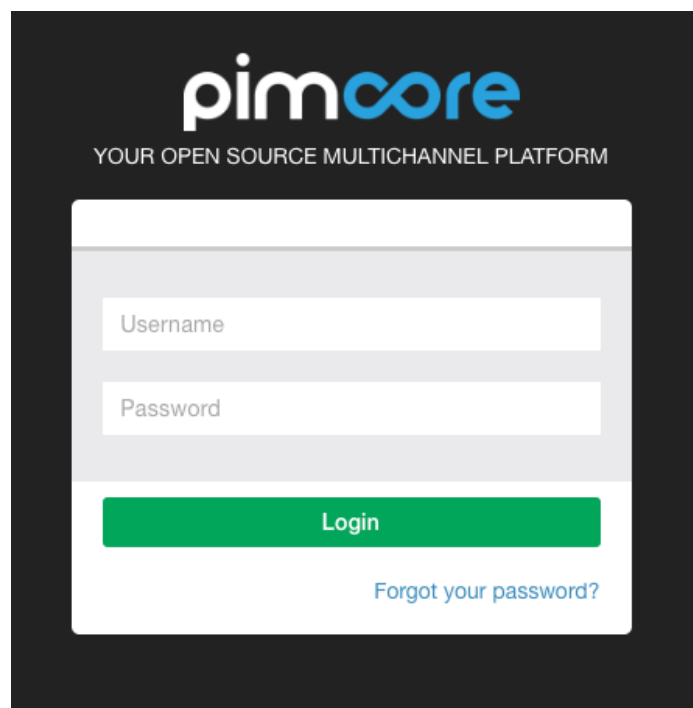 pimcore
YOUR OPEN SOURCE MULTICHANNEL PLATFORM
Username
Password
Login
Forgot your password?